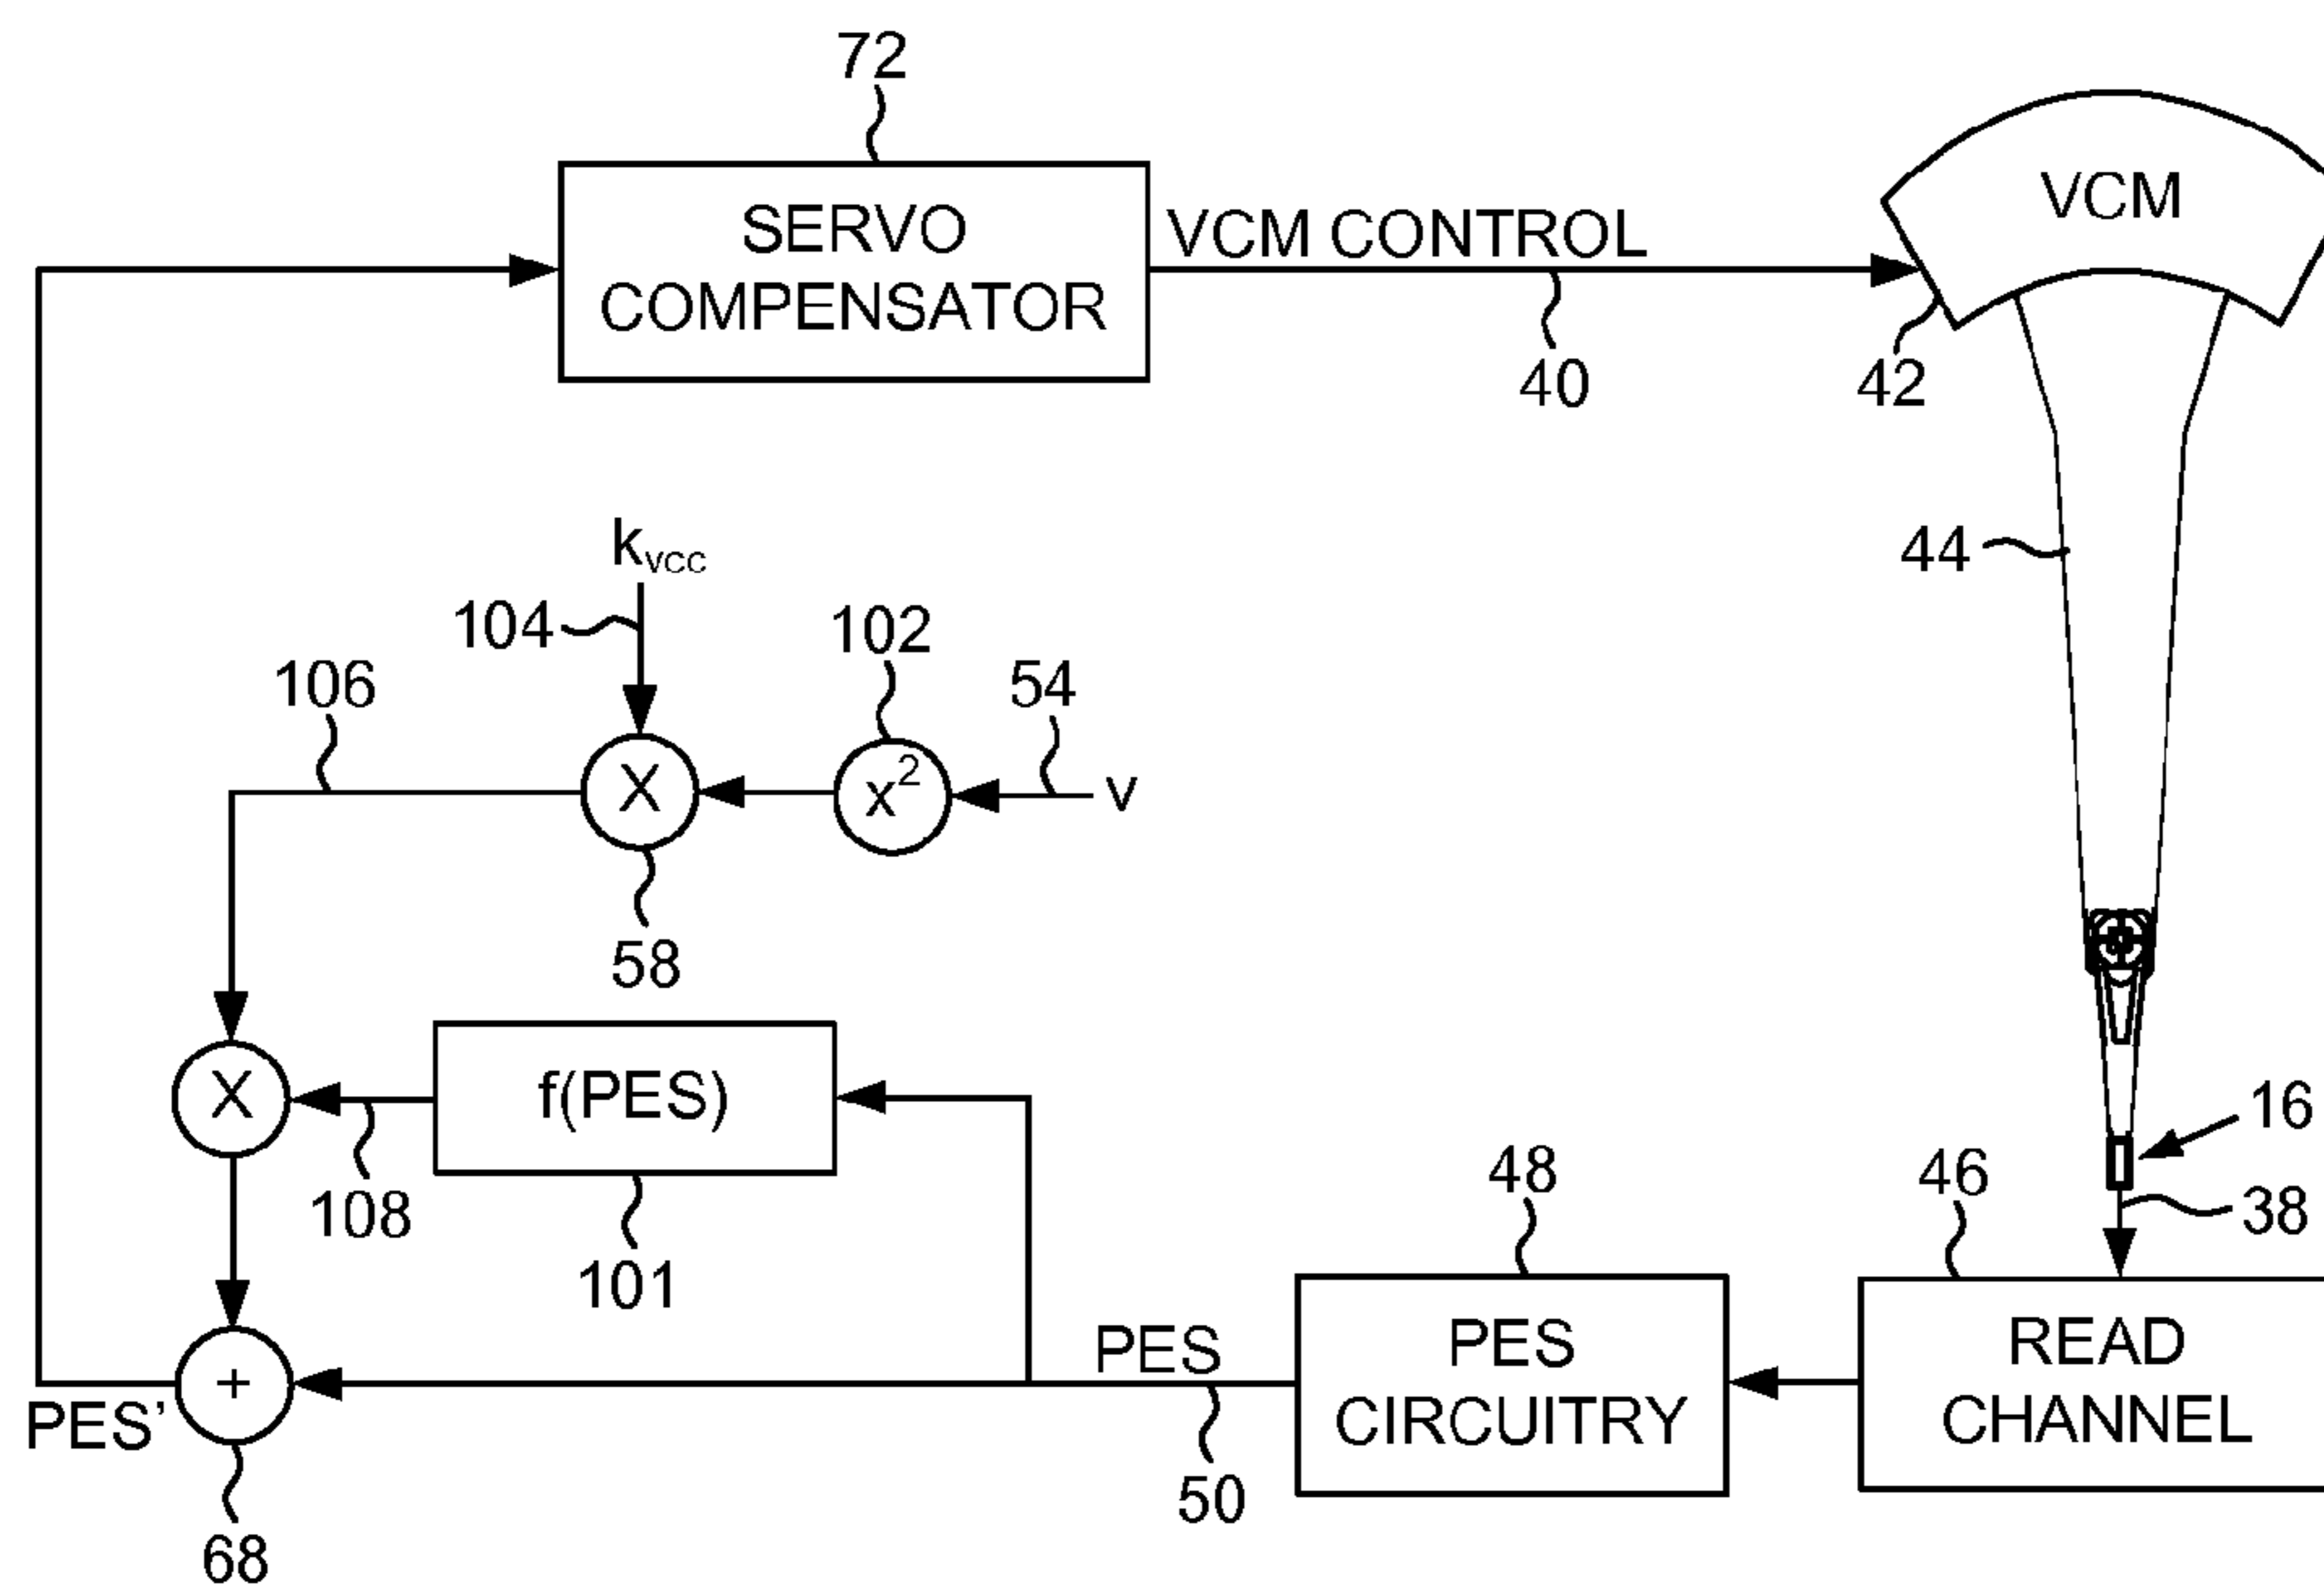 72
SERVO
COMPENSATOR
VCM CONTROL
40
VCM
42
44
kvcc
104
102
54
106
X
x²
v
58
X
f(PES)
108
101
16
38
48
46
PES
PES
CIRCUITRY
READ
CHANNEL
+
PES’
50
68